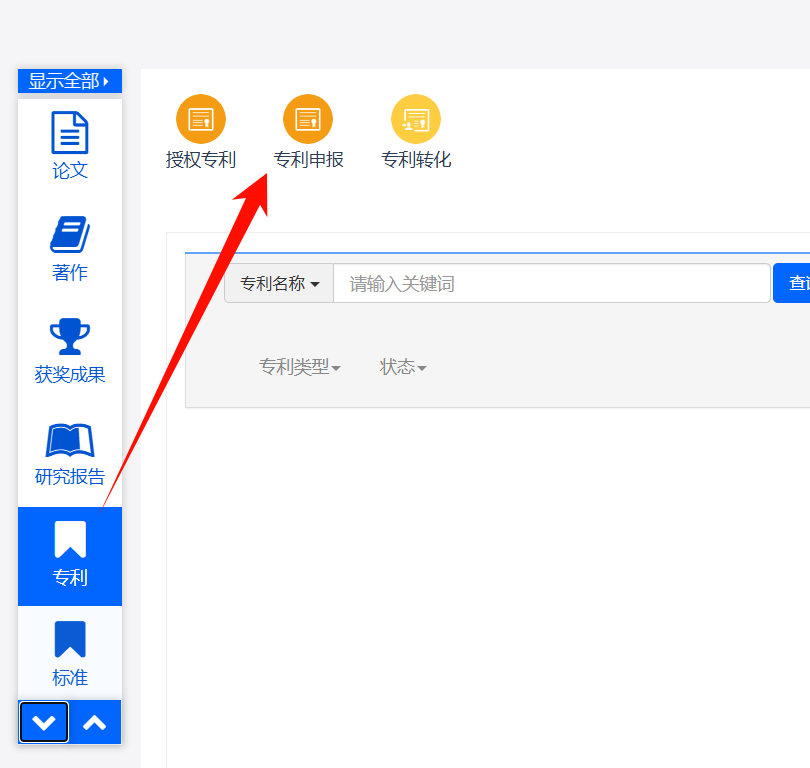 显示全部
论文
著作
获奖成果
研究报告
专利
标准
授权专利 专利申报 专利转化
专利名称 请输入关键词 查
专利类型 状态